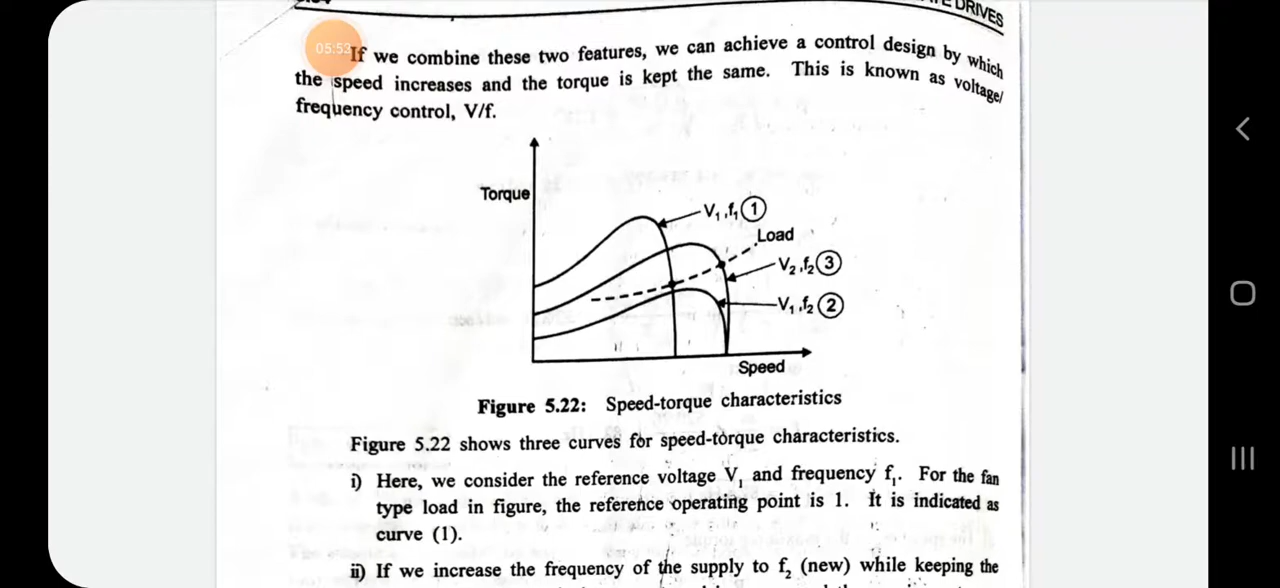 DRIVES
05:53
If we combine these two features, we can achieve a control design by which
the speed increases and the torque is kept the same. This is known as voltage/
frequency control, V/f.
Torque
V₁,f₁ ①
Load
V₂,f₂ ③
V₁,f₂ ②
Speed
Figure 5.22: Speed-torque characteristics
Figure 5.22 shows three curves for speed-torque characteristics.
i) Here, we consider the reference voltage V₁ and frequency f₁. For the fan
type load in figure, the reference operating point is 1. It is indicated as
curve (1).
ii) If we increase the frequency of the supply to f₂ (new) while keeping the